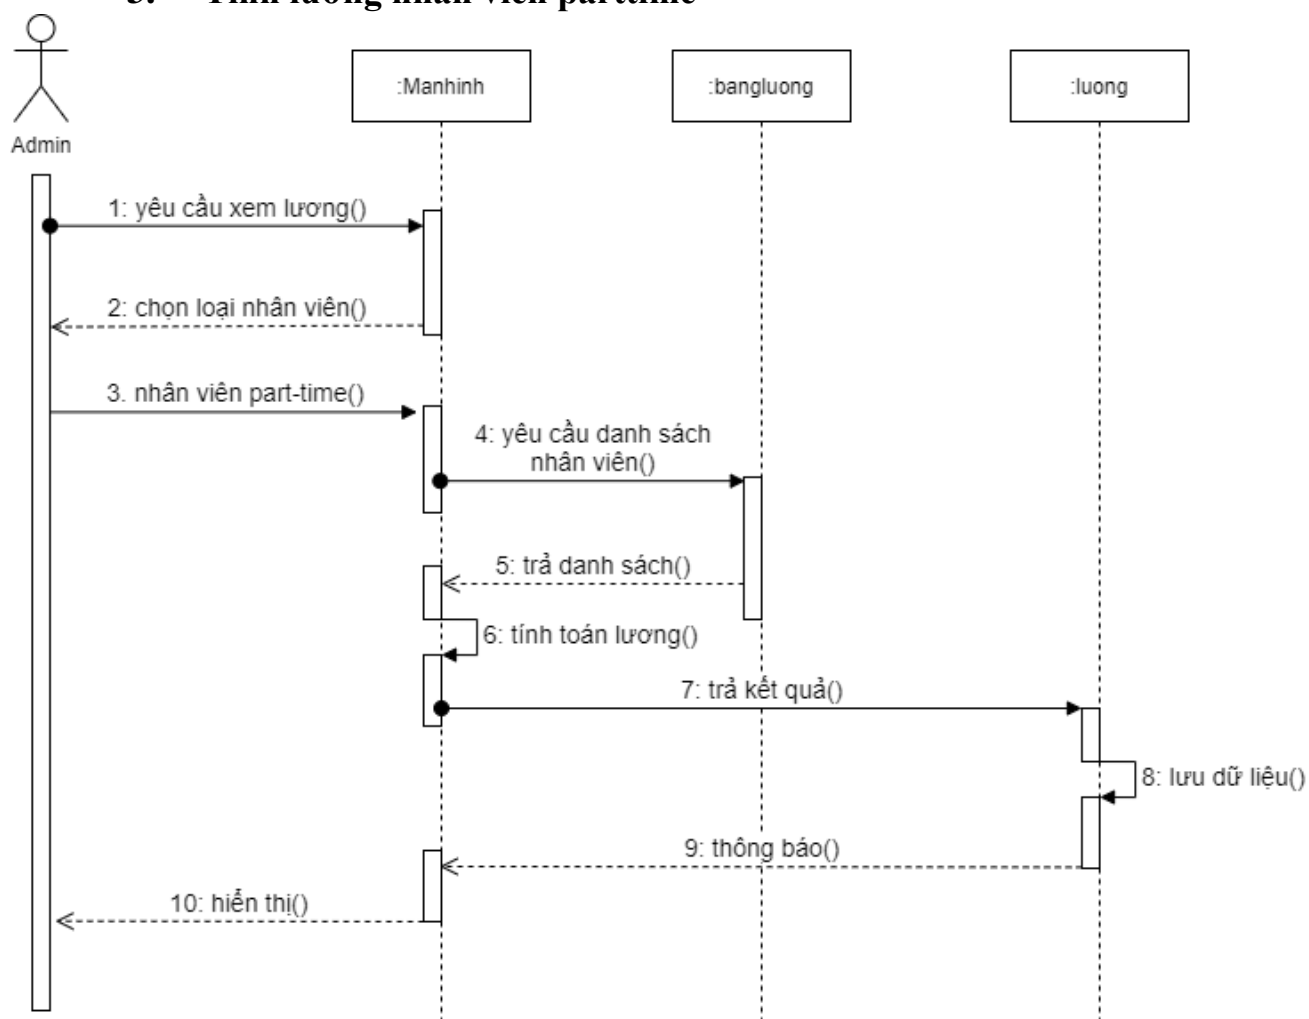 3. Tính lương nhân viên parttime
:Manhinh
:bangluong
:luong
Admin
1: yêu cầu xem lương()
2: chọn loại nhân viên()
3. nhân viên part-time()
4: yêu cầu danh sách
nhân viên()
5: trả danh sách()
6: tính toán lương()
7: trả kết quả()
8: lưu dữ liệu()
9: thông báo()
10: hiển thị()